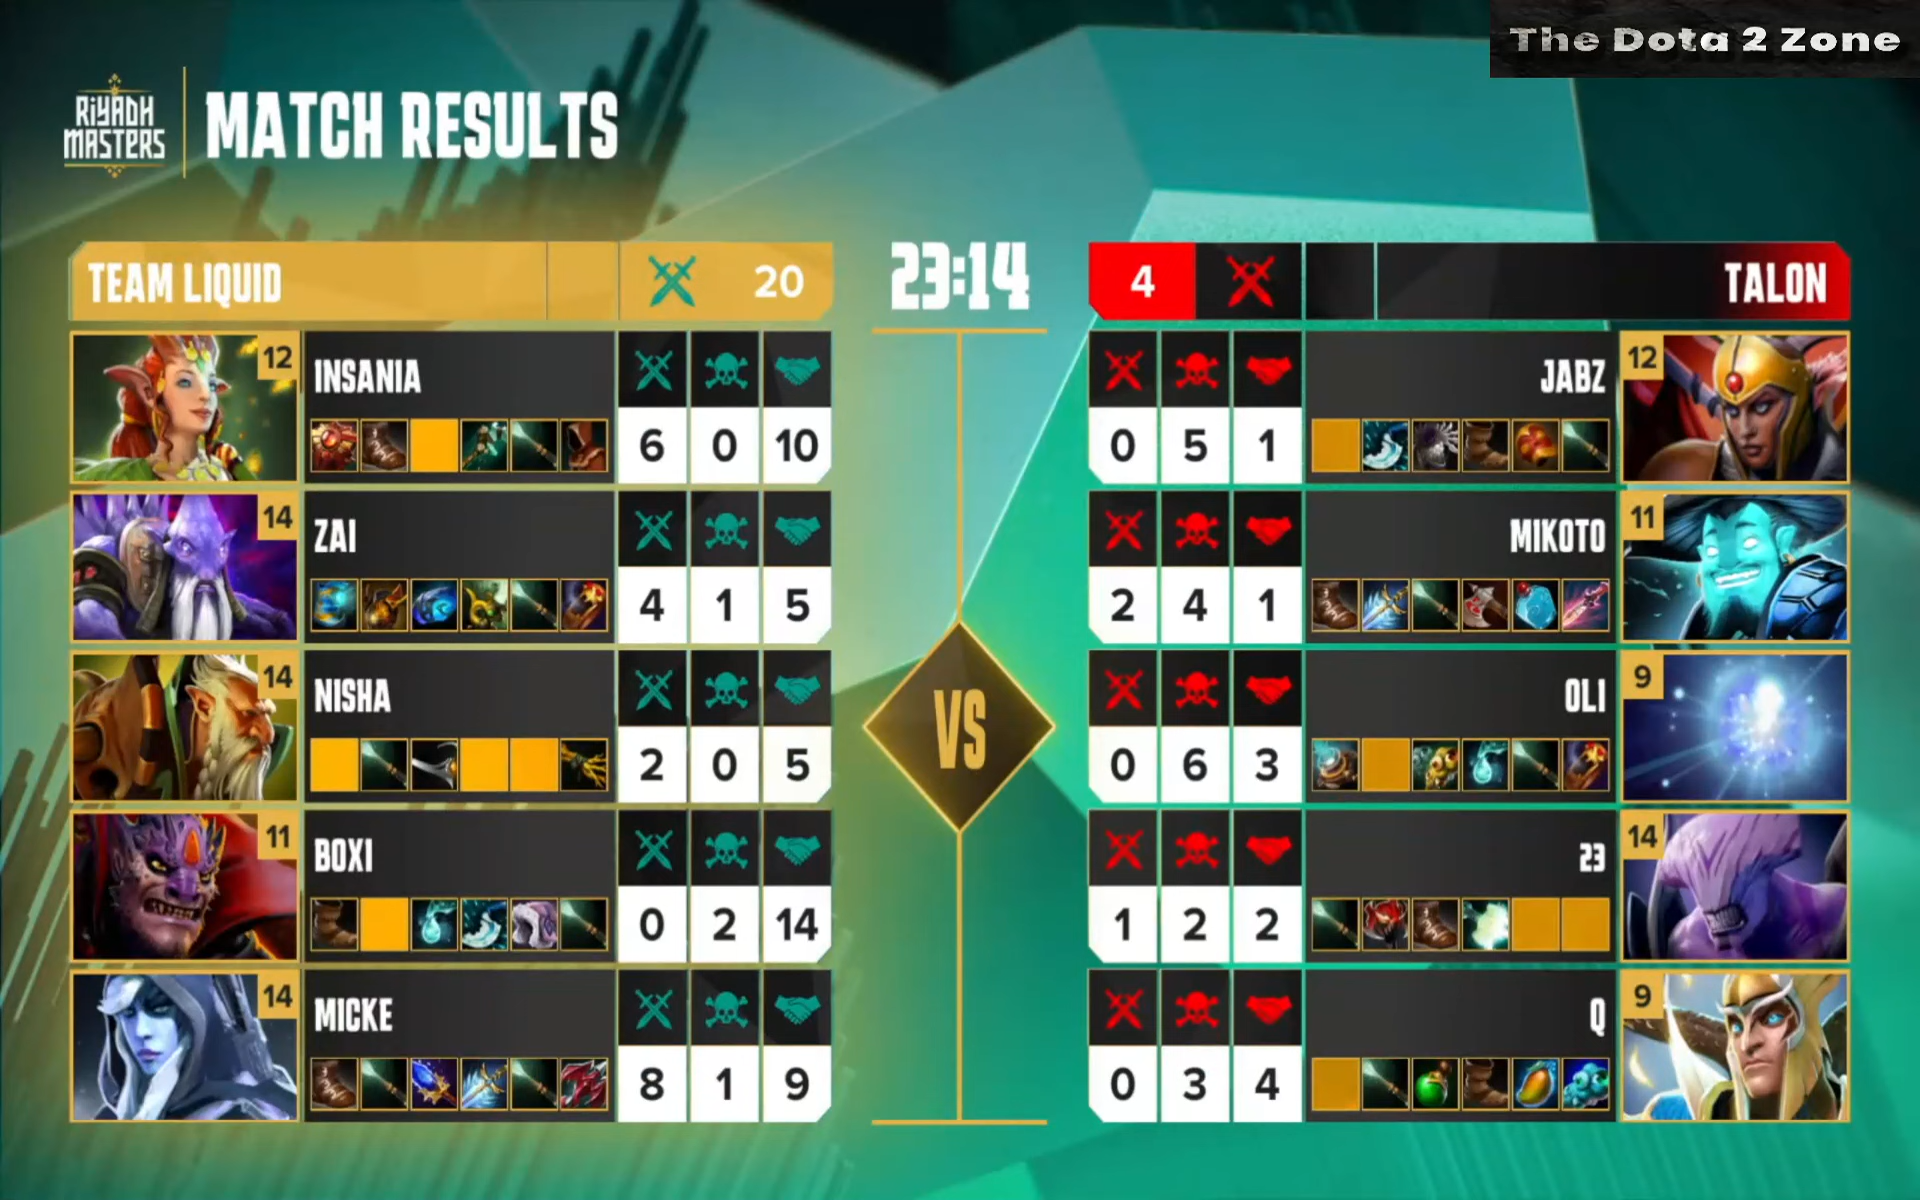 The Dota 2 Zone
RIYADH
MASTERS
MATCH RESULTS
TEAM LIQUID
20
23:14
4
TALON
12
INSANIA
6 0 10
0 5 1
JABZ
12
14
ZAI
4 1 5
2 4 1
MIKOTO
11
14
NISHA
2 0 5
0 6 3
OLI
9
VS
11
BOXI
0 2 14
1 2 2
23
14
14
MICKE
8 1 9
0 3 4
Q
9